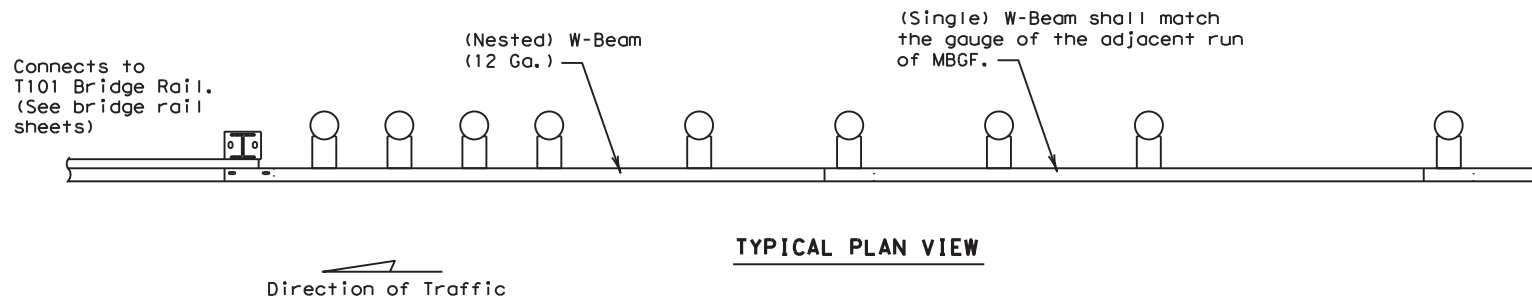 Connects to
T101 Bridge Rail.
(See bridge rail
sheets)
(Nested) W-Beam
(12 Ga.)
(Single) W-Beam shall match
the gauge of the adjacent run
of MBGF.
TYPICAL PLAN VIEW
Direction of Traffic